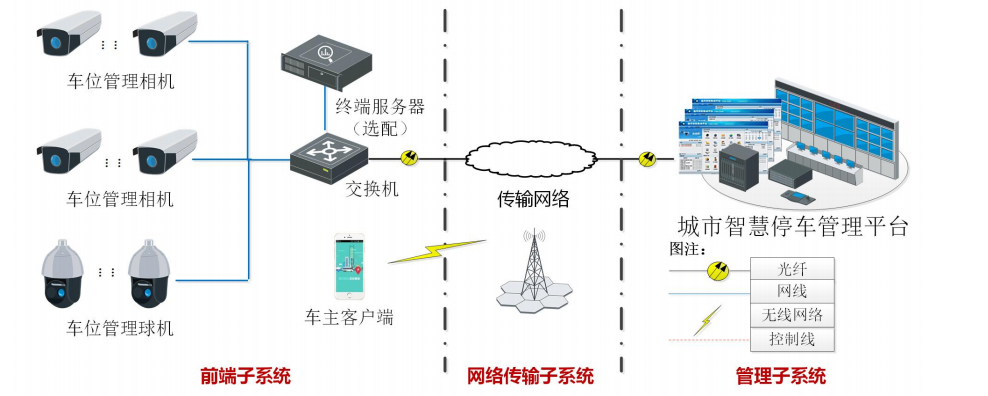 车位管理相机
终端服务器
（选配）
车位管理相机
交换机
传输网络
城市智慧停车管理平台
图注：
光纤
网线
无线网络
控制线
车位管理球机
车主客户端
前端子系统
网络传输子系统
管理子系统